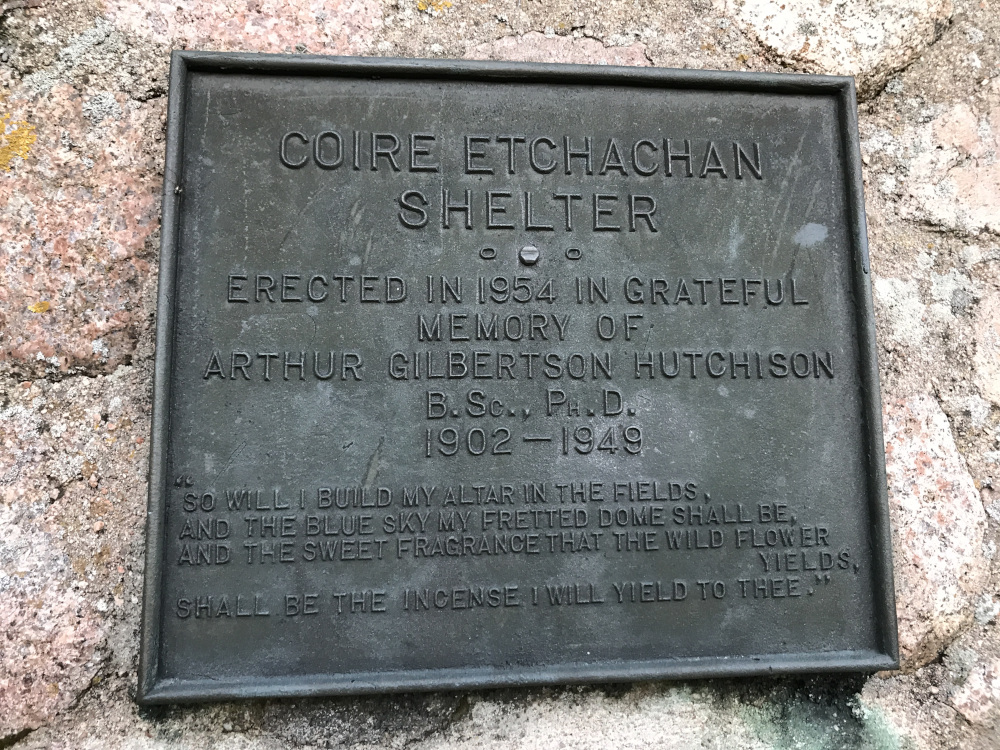 COIRE ETCHACHAN
SHELTER
ERECTED IN 1954 IN GRATEFUL
MEMORY OF
ARTHUR GILBERTSON HUTCHISON
B.Sc., Ph.D.
1902 — 1949
"SO WILL I BUILD MY ALTAR IN THE FIELDS,
AND THE BLUE SKY MY FRETTED DOME SHALL BE,
AND THE SWEET FRAGRANCE THAT THE WILD FLOWER
YIELDS,
SHALL BE THE INCENSE I WILL YIELD TO THEE."